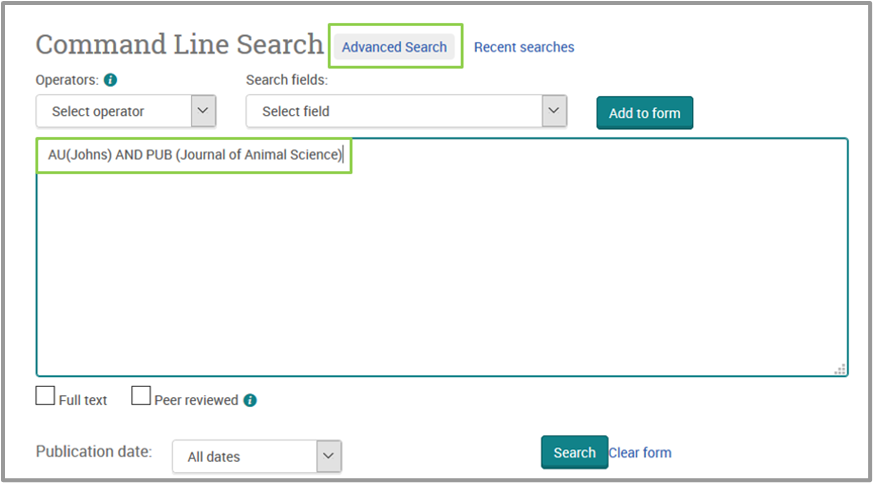 Command Line Search Advanced Search Recent searches
Operators: Search fields:
Select operator Select field Add to form
AU(Johns) AND PUB (Journal of Animal Science)
Full text Peer reviewed
Publication date: All dates Search Clear form